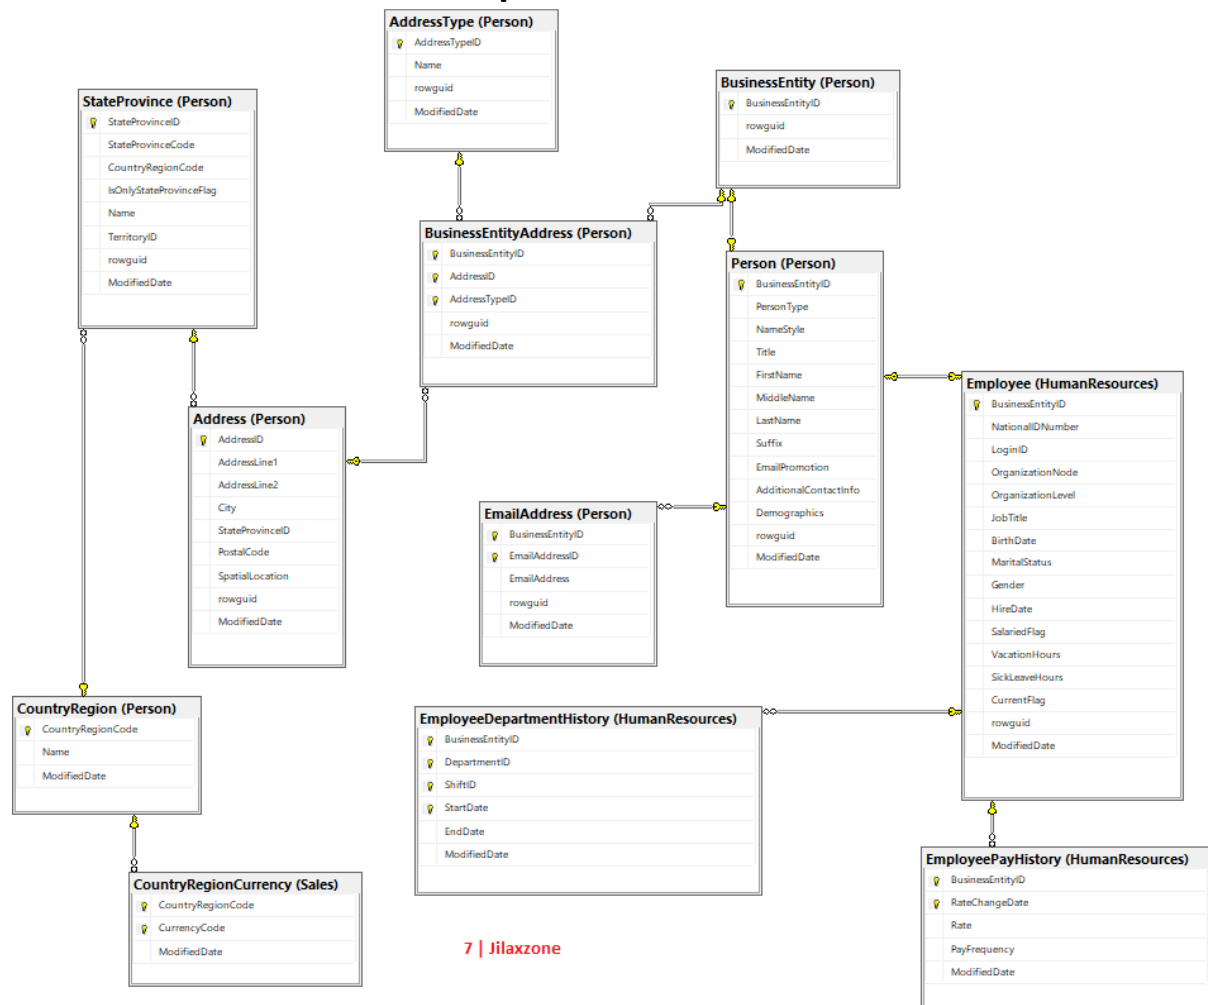 AddressType (Person)
AddressTypeID
Name
rowguid
ModifiedDate
BusinessEntity (Person)
BusinessEntityID
rowguid
ModifiedDate
StateProvince (Person)
StateProvinceID
StateProvinceCode
CountryRegionCode
IsOnlyStateProvinceFlag
Name
TerritoryID
rowguid
ModifiedDate
BusinessEntityAddress (Person)
BusinessEntityID
AddressID
AddressTypeID
rowguid
ModifiedDate
Person (Person)
BusinessEntityID
PersonType
NameStyle
Title
FirstName
MiddleName
LastName
Suffix
EmailPromotion
AdditionalContactInfo
Demographics
rowguid
ModifiedDate
Employee (HumanResources)
BusinessEntityID
NationalIDNumber
LoginID
OrganizationNode
OrganizationLevel
JobTitle
BirthDate
MaritalStatus
Gender
HireDate
SalariedFlag
VacationHours
SickLeaveHours
CurrentFlag
rowguid
ModifiedDate
Address (Person)
AddressID
AddressLine1
AddressLine2
City
StateProvinceID
PostalCode
SpatialLocation
rowguid
ModifiedDate
EmailAddress (Person)
BusinessEntityID
EmailAddressID
EmailAddress
rowguid
ModifiedDate
CountryRegion (Person)
CountryRegionCode
Name
ModifiedDate
EmployeeDepartmentHistory (HumanResources)
BusinessEntityID
DepartmentID
ShiftID
StartDate
EndDate
ModifiedDate
CountryRegionCurrency (Sales)
CountryRegionCode
CurrencyCode
ModifiedDate
EmployeePayHistory (HumanResources)
BusinessEntityID
RateChangeDate
Rate
PayFrequency
ModifiedDate
7 | Jilaxzone